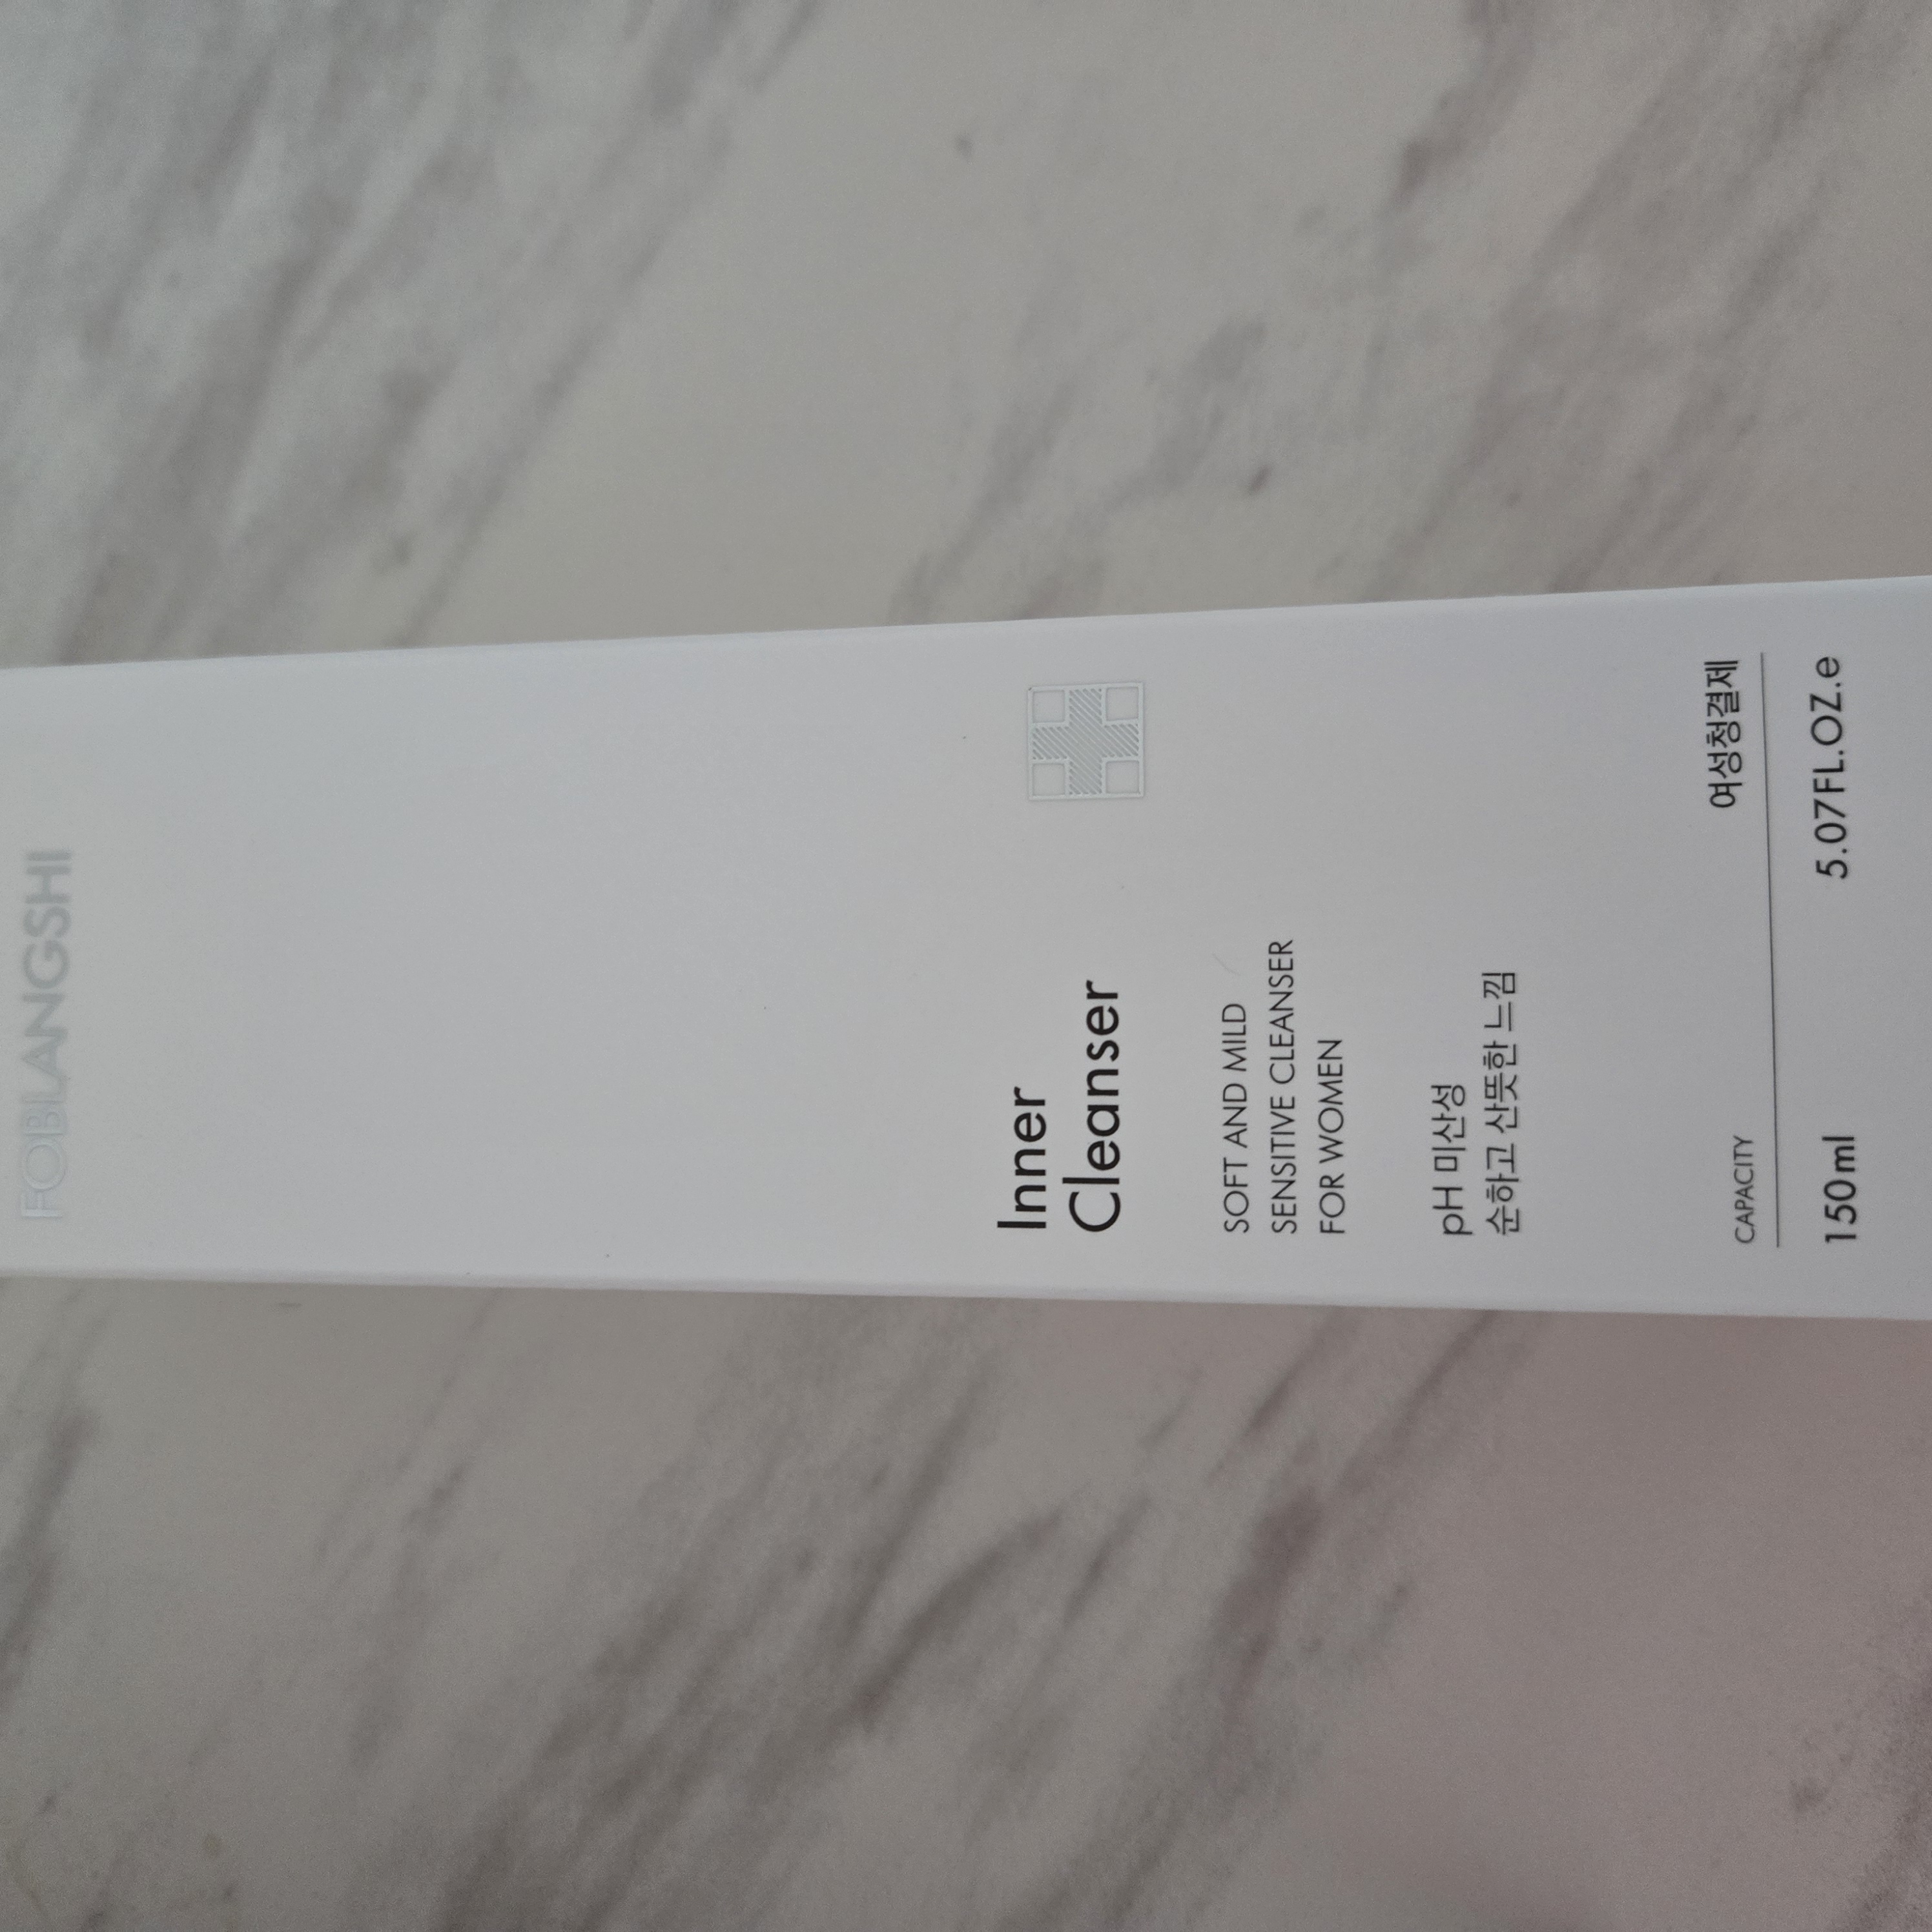 FOBLANGSHI
Inner
Cleanser
SOFT AND MILD
SENSITIVE CLEANSER
FOR WOMEN
pH 미산성
순하고 산뜻한 느낌
CAPACITY 여성청결제
150ml 5.07FL.OZ.e